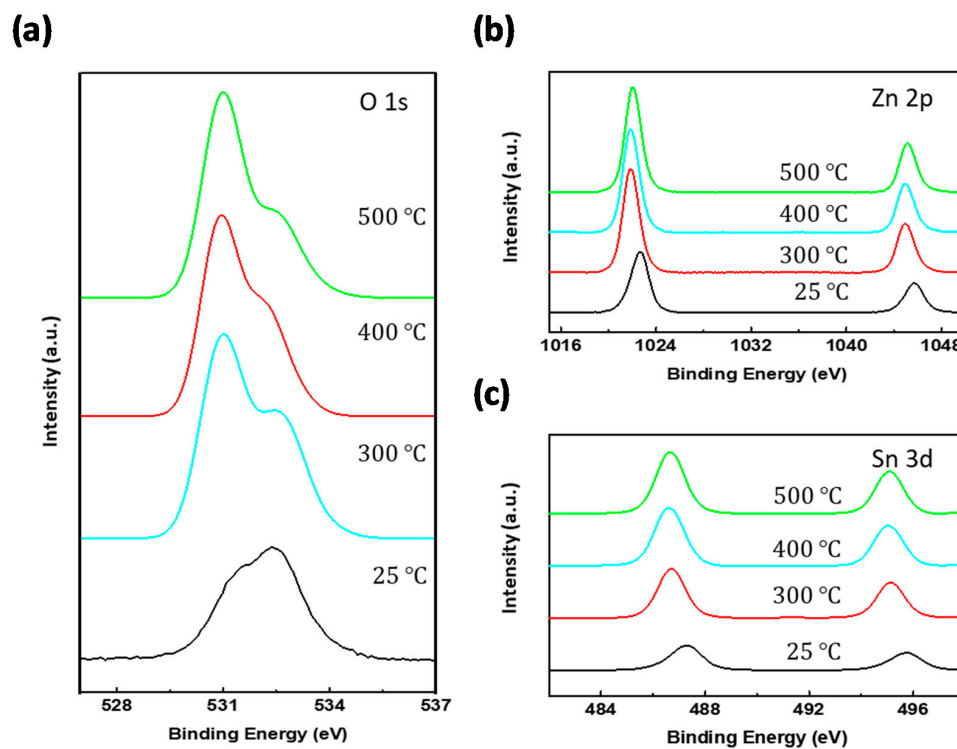 (a)
O 1s
500 °C
400 °C
300 °C
25 °C
Intensity (a.u.)
528
531
534
537
Binding Energy (eV)
(b)
Zn 2p
500 °C
400 °C
300 °C
25 °C
Intensity (a.u.)
1016
1024
1032
1040
1048
Binding Energy (eV)
(c)
Sn 3d
500 °C
400 °C
300 °C
25 °C
Intensity (a.u.)
484
488
492
496
Binding Energy (eV)